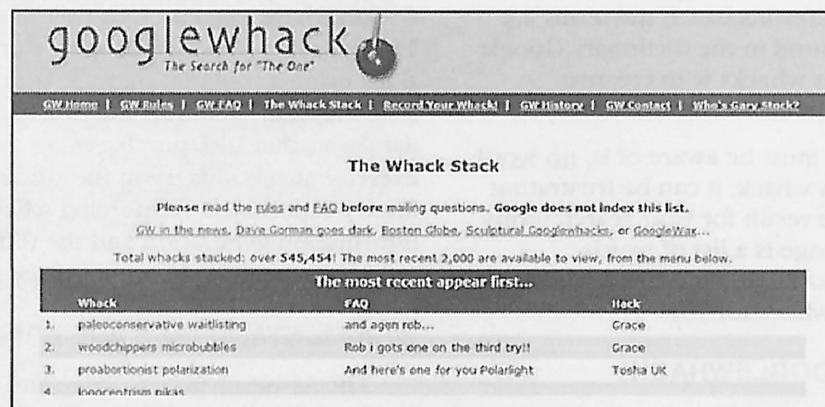 googlewhack
The Search for "The One"
GW Home | GW Rules | GW FAQ | The Whack Stack | Record Your Whack! | GW History | GW Contact | Who's Gary Stock?
The Whack Stack
Please read the rules and FAQ before mailing questions. Google does not index this list.
GW in the news, Dave Gorman goes dark, Boston Globe, Sculptural Googlewhacks, or GoogleWax...
Total whacks stacked: over 545,454! The most recent 2,000 are available to view, from the menu below.
The most recent appear first...
Whack FAQ Hack
1. paleoconservative waitlisting and agen rob... Grace
2. woodchippers microbubbles Rob i gots one on the third try!! Grace
3. proabortionist polarization And here's one for you Polarlight Tosha UK
4. logocentrism pikas